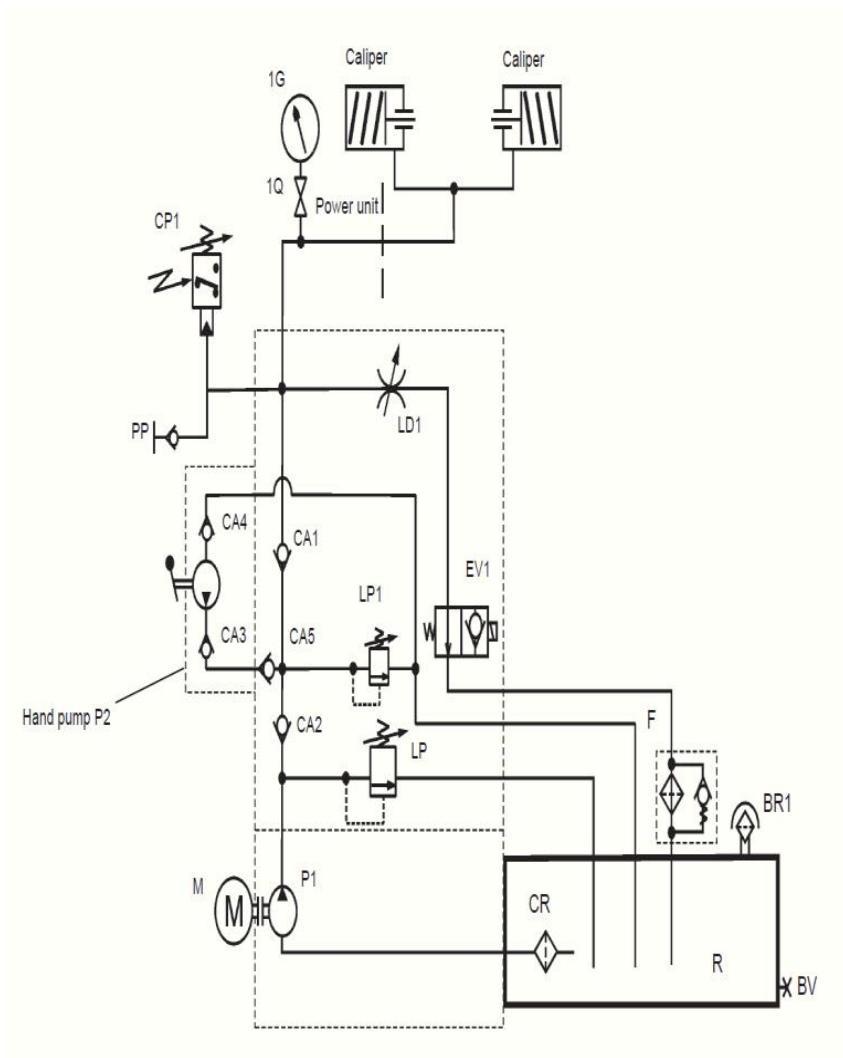 Caliper
Caliper
1G
1Q
Power unit
CP1
PP
LD1
CA4
CA1
EV1
LP1
CA3
CA5
Hand pump P2
CA2
F
LP
BR1
M
M
P1
CR
R
BV